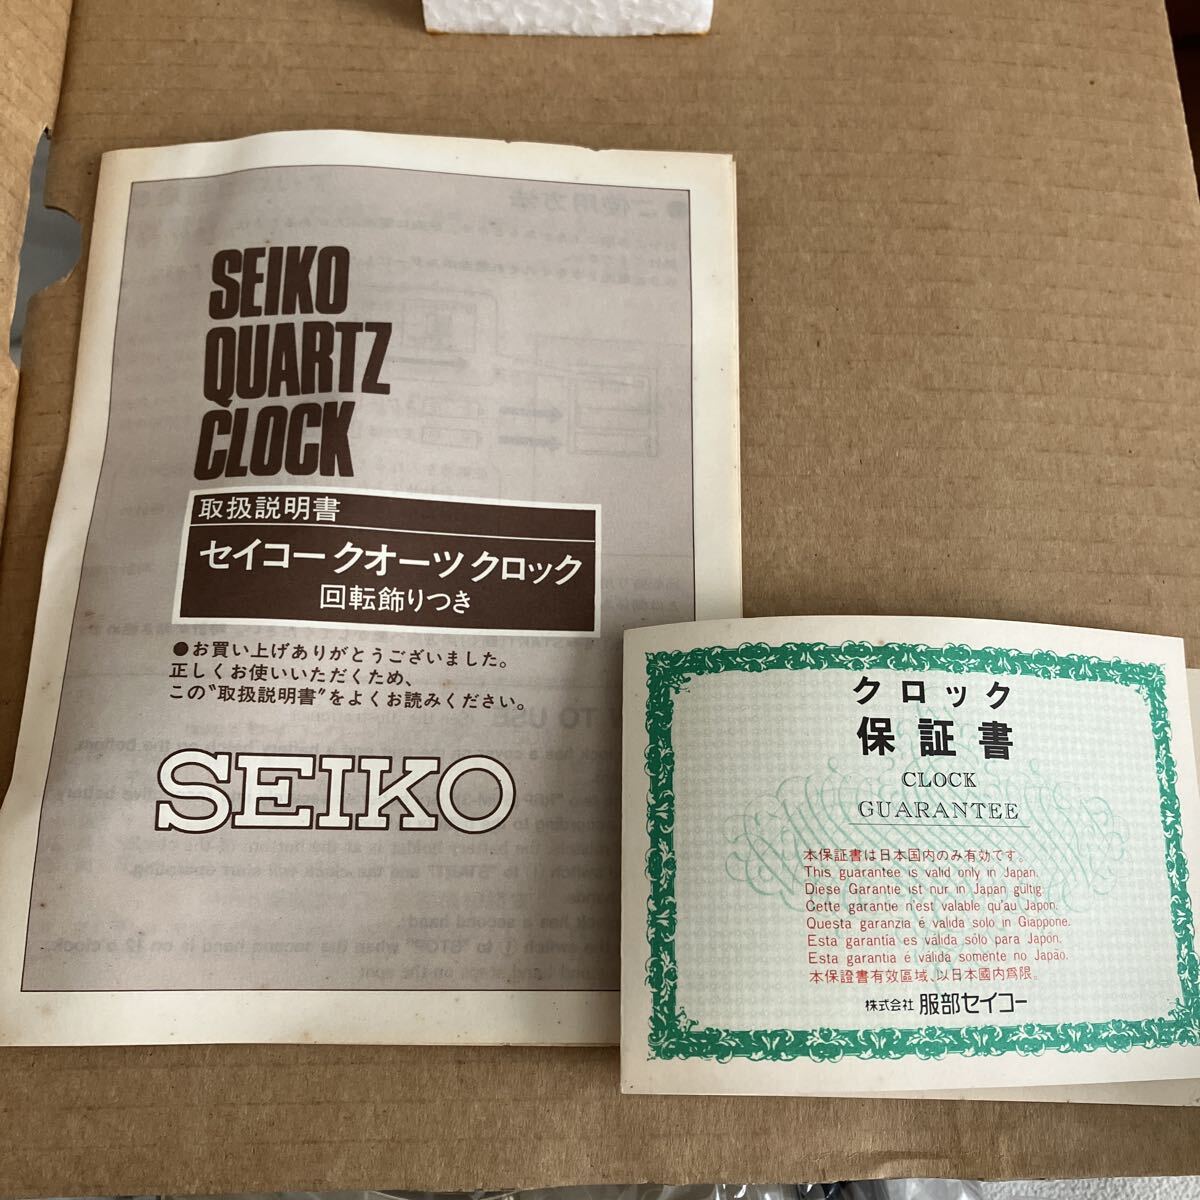 SEIKO
QUARTZ
CLOCK
取扱説明書
セイコー クオーツ クロック
回転飾りつき
●お買い上げありがとうございました。
正しくお使いいただくため、
この〝取扱説明書〟をよくお読みください。
SEIKO
クロック
保証書
CLOCK
GUARANTEE
本保証書は日本国内のみ有効です。
This guarantee is valid only in Japan.
Diese Garantie ist nur in Japan gültig.
Cette garantie n'est valable qu'au Japon.
Questa garanzia é valida solo in Giappone.
Esta garantía es válida sólo para Japón.
Esta garantia é válida somente no Japão.
本保證書有效區域、以日本國內爲限。
株式会社 服部セイコー